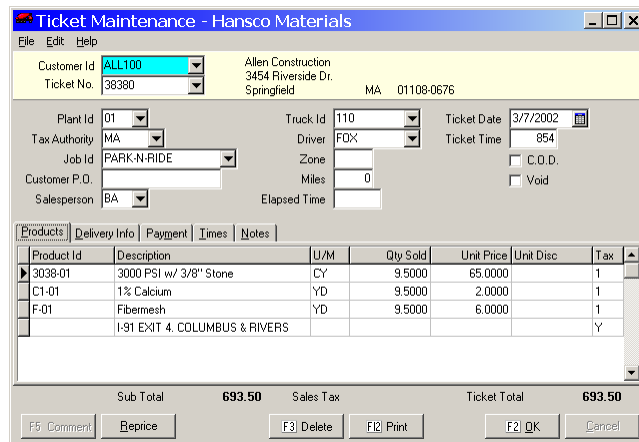 Ticket Maintenance - Hansco Materials
File Edit Help
Customer Id ALL100 Allen Construction
3454 Riverside Dr.
Ticket No. 38380 Springfield MA 01108-0676
Plant Id 01 Truck Id 110 Ticket Date 3/7/2002
Tax Authority MA Driver FOX Ticket Time 854
Job Id PARK-N-RIDE Zone C.O.D.
Customer P.O. Miles 0 Void
Salesperson BA Elapsed Time
Products Delivery Info Payment Times Notes
Product Id Description U/M Qty Sold Unit Price Unit Disc Tax
3038-01 3000 PSI w/ 3/8" Stone CY 9.5000 65.0000 1
C1-01 1% Calcium YD 9.5000 2.0000 1
F-01 Fibermesh YD 9.5000 6.0000 1
I-91 EXIT 4. COLUMBUS & RIVERS Y
Sub Total 693.50 Sales Tax Ticket Total 693.50
F5 Comment Reprice F3 Delete F12 Print F2 OK Cancel